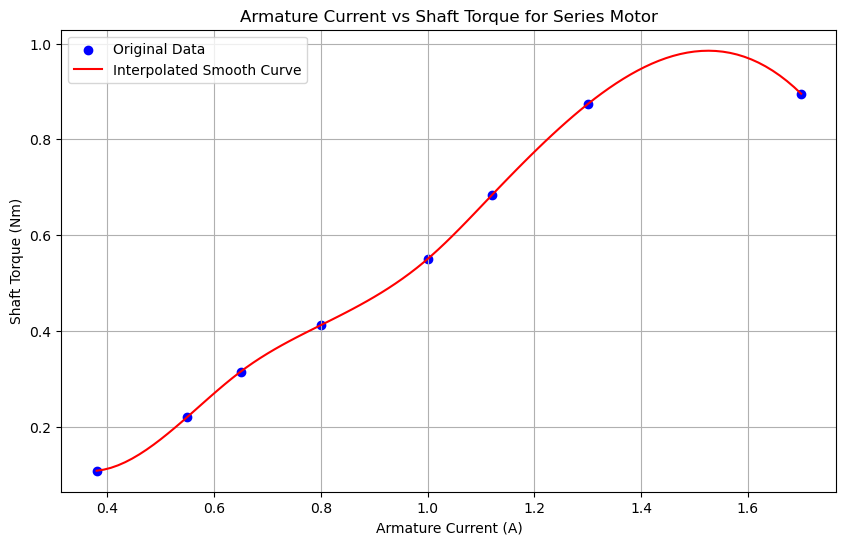 Armature Current vs Shaft Torque for Series Motor
Original Data
Interpolated Smooth Curve
1.0
0.8
0.6
0.4
0.2
Shaft Torque (Nm)
0.4 0.6 0.8 1.0 1.2 1.4 1.6
Armature Current (A)